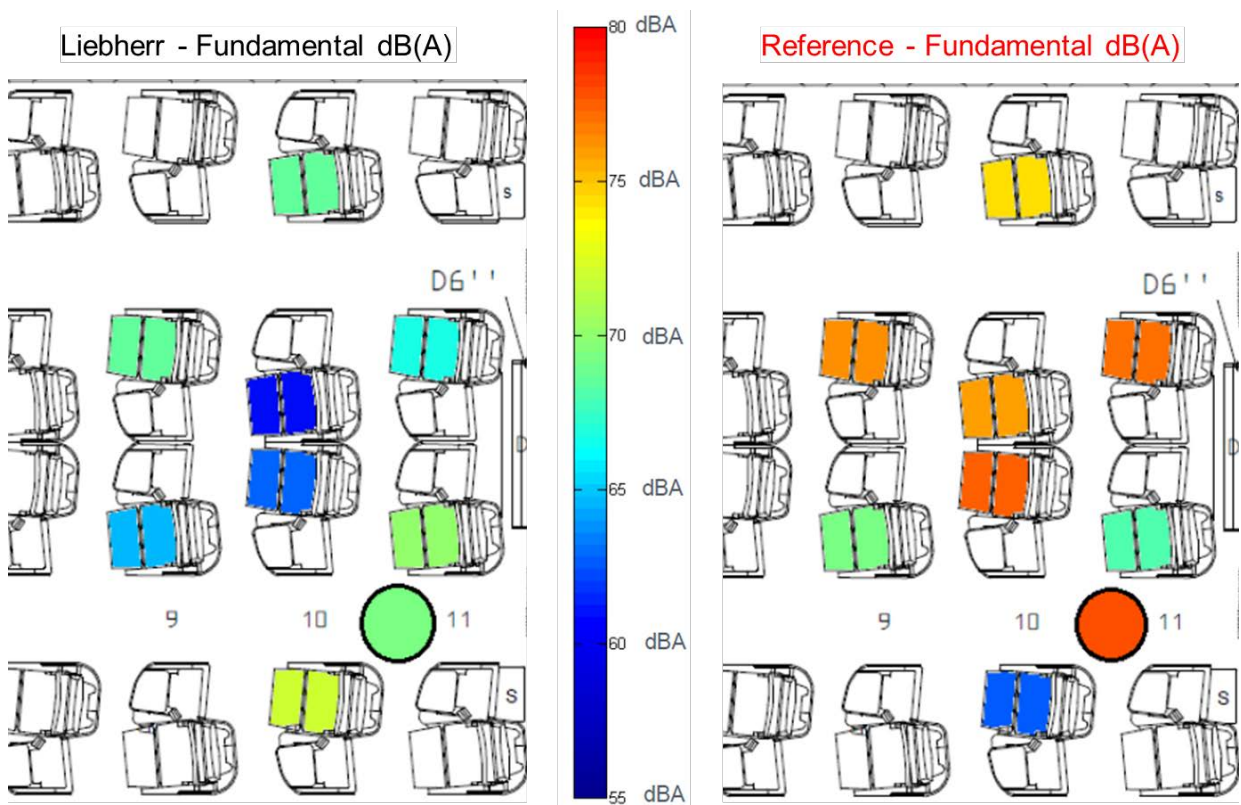 Liebherr - Fundamental dB(A)
80 dBA
75 dBA
70 dBA
65 dBA
60 dBA
55 dBA
Reference - Fundamental dB(A)
s
D6''
D
9 10 11
S
s
D6''
D
9 10 11
S